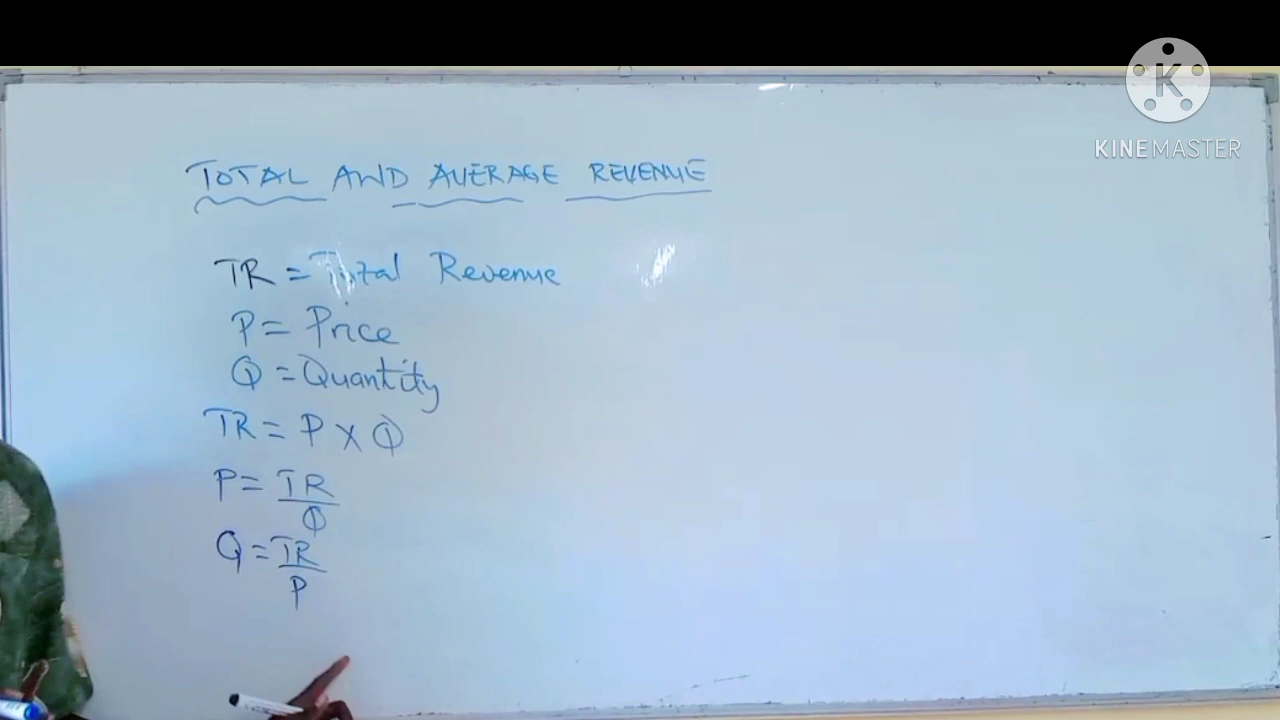 KINEMASTER
TOTAL AND AVERAGE REVENUE
TR = Total Revenue
P = Price
Q = Quantity
TR = P X Q
P = TR
Q
Q = TR
P